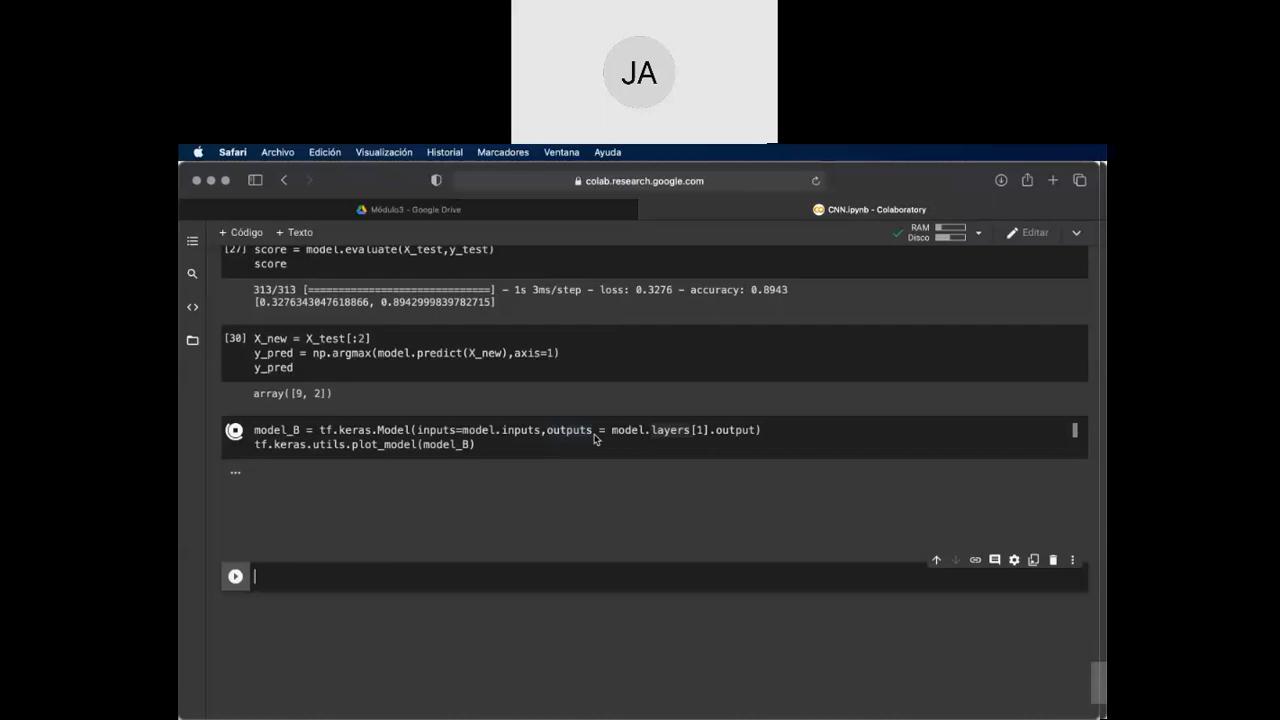 JA
Safari Archivo Edición Visualización Historial Marcadores Ventana Ayuda
colab.research.google.com
Módulo3 - Google Drive
CNN.ipynb - Colaboratory
+ Código + Texto
RAM
Disco
Editar
[27] score = model.evaluate(X_test,y_test)
score
313/313 [==============================] - 1s 3ms/step - loss: 0.3276 - accuracy: 0.8943
[0.3276343047618866, 0.8942999839782715]
[30] X_new = X_test[:2]
y_pred = np.argmax(model.predict(X_new),axis=1)
y_pred
array([9, 2])
model_B = tf.keras.Model(inputs=model.inputs,outputs = model.layers[1].output)
tf.keras.utils.plot_model(model_B)
...